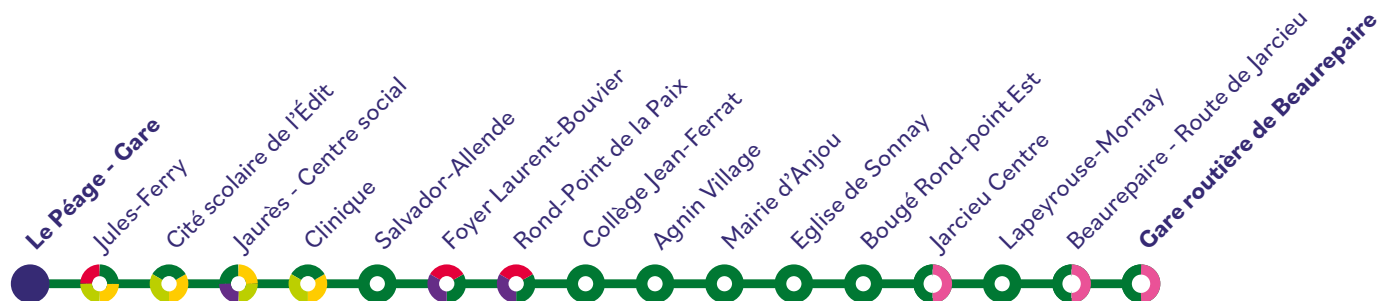 Le Péage - Gare
Jules-Ferry
Cité scolaire de l'Édit
Jaurès - Centre social
Clinique
Salvador-Allende
Foyer Laurent-Bouvier
Rond-Point de la Paix
Collège Jean-Ferrat
Agnin Village
Mairie d'Anjou
Eglise de Sonnay
Bougé Rond-point Est
Jarcieu Centre
Lapeyrouse-Mornay
Beaurepaire - Route de Jarcieu
Gare routière de Beaurepaire